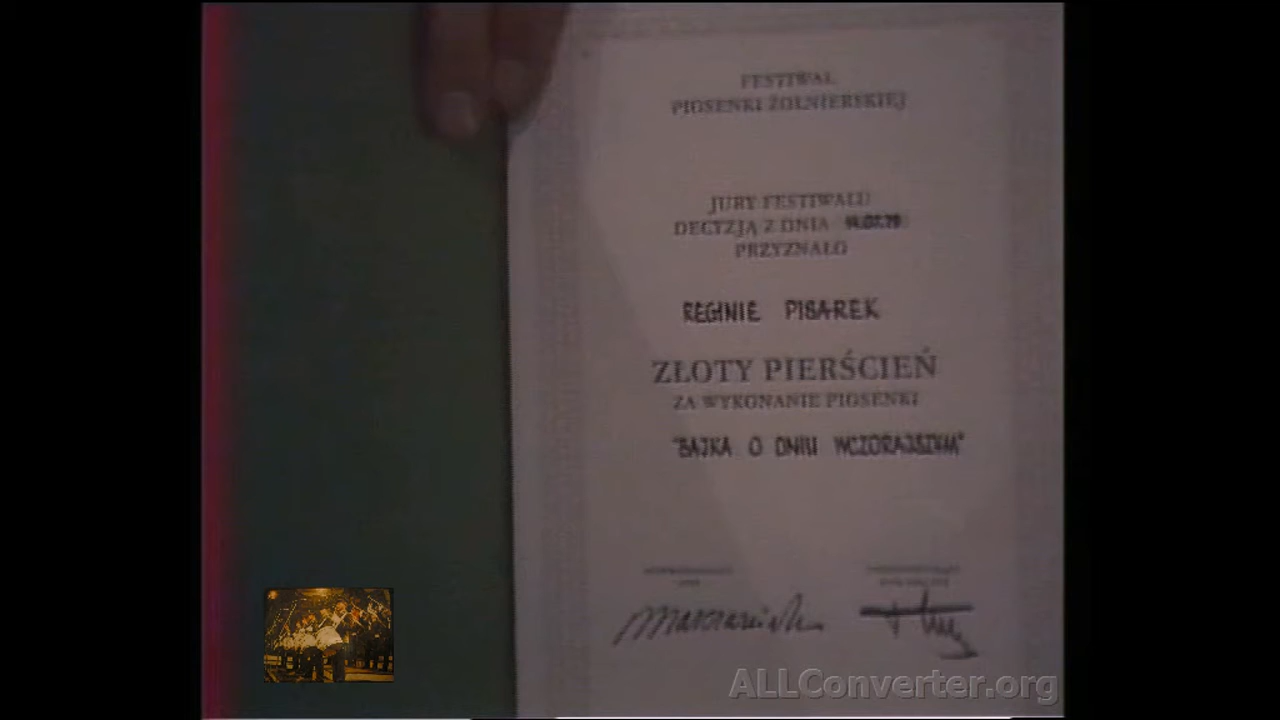 FESTIWAL
PIOSENKI ŻOŁNIERSKIEJ
JURY FESTIWALU
DECYZJĄ Z DNIA
PRZYZNAŁO
REGINIE PISAREK
ZŁOTY PIERŚCIEŃ
ZA WYKONANIE PIOSENKI
"BAJKA O DNIU WCZORAJSZYM"
ALLConverter.org